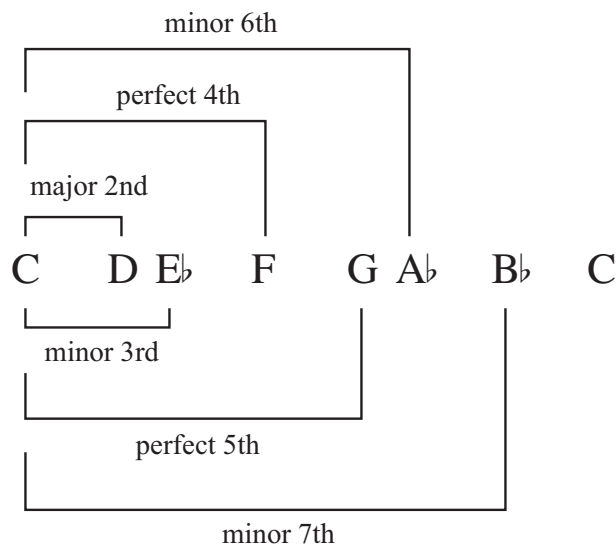 minor 6th
perfect 4th
major 2nd
C D E♭ F G A♭ B♭ C
minor 3rd
perfect 5th
minor 7th